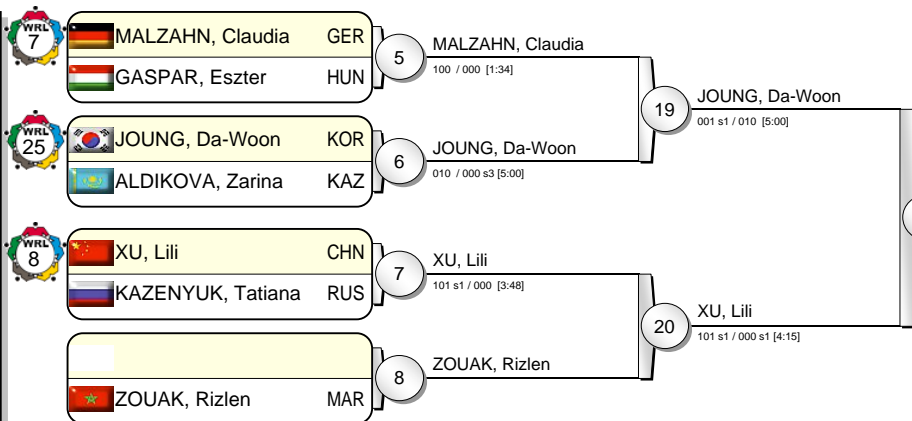 WRL
7
MALZAHN, Claudia GER
GASPAR, Eszter HUN
5
MALZAHN, Claudia
100 / 000 [1:34]
WRL
25
JOUNG, Da-Woon KOR
ALDIKOVA, Zarina KAZ
6
JOUNG, Da-Woon
010 / 000 s3 [5:00]
19
JOUNG, Da-Woon
001 s1 / 010 [5:00]
WRL
8
XU, Lili CHN
KAZENYUK, Tatiana RUS
7
XU, Lili
101 s1 / 000 [3:48]
ZOUAK, Rizlen MAR
8
ZOUAK, Rizlen
20
XU, Lili
101 s1 / 000 s1 [4:15]